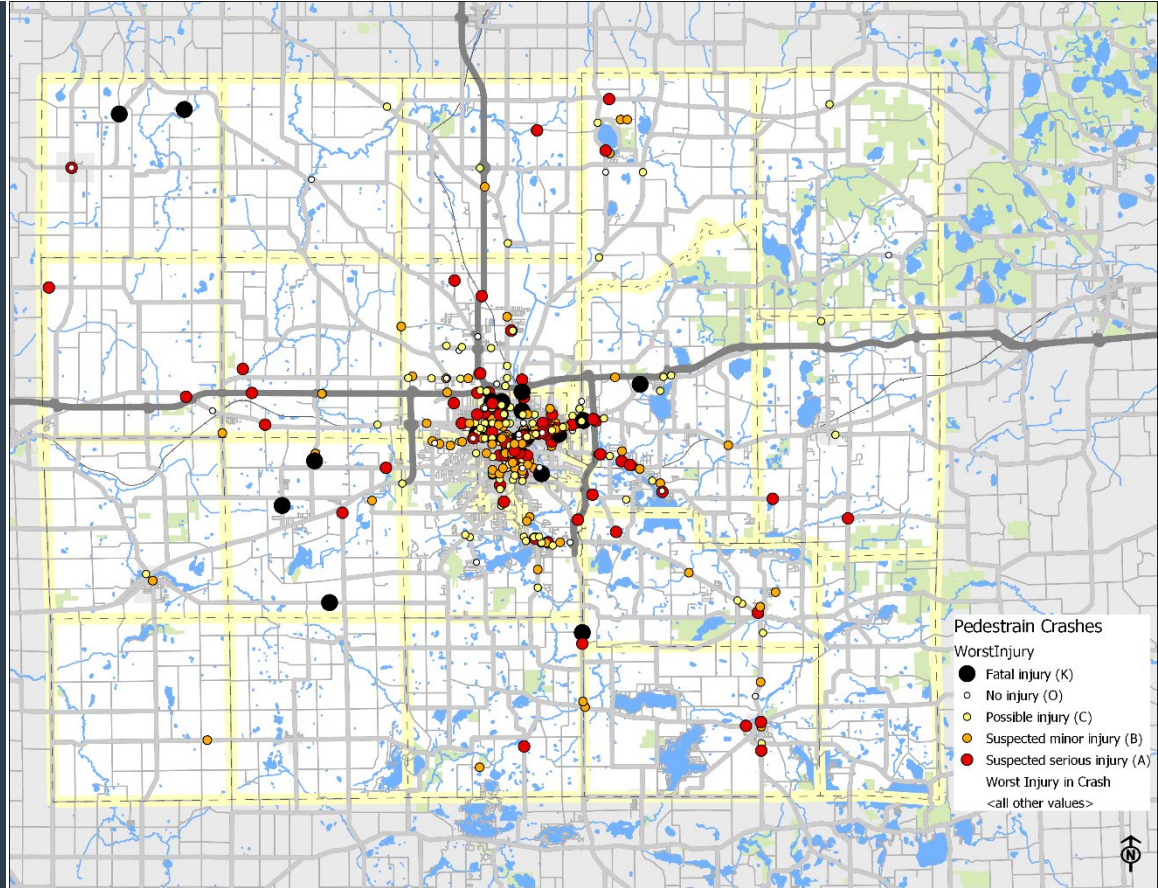 Pedestrain Crashes
WorstInjury
Fatal injury (K)
No injury (O)
Possible injury (C)
Suspected minor injury (B)
Suspected serious injury (A)
Worst Injury in Crash
<all other values>
N